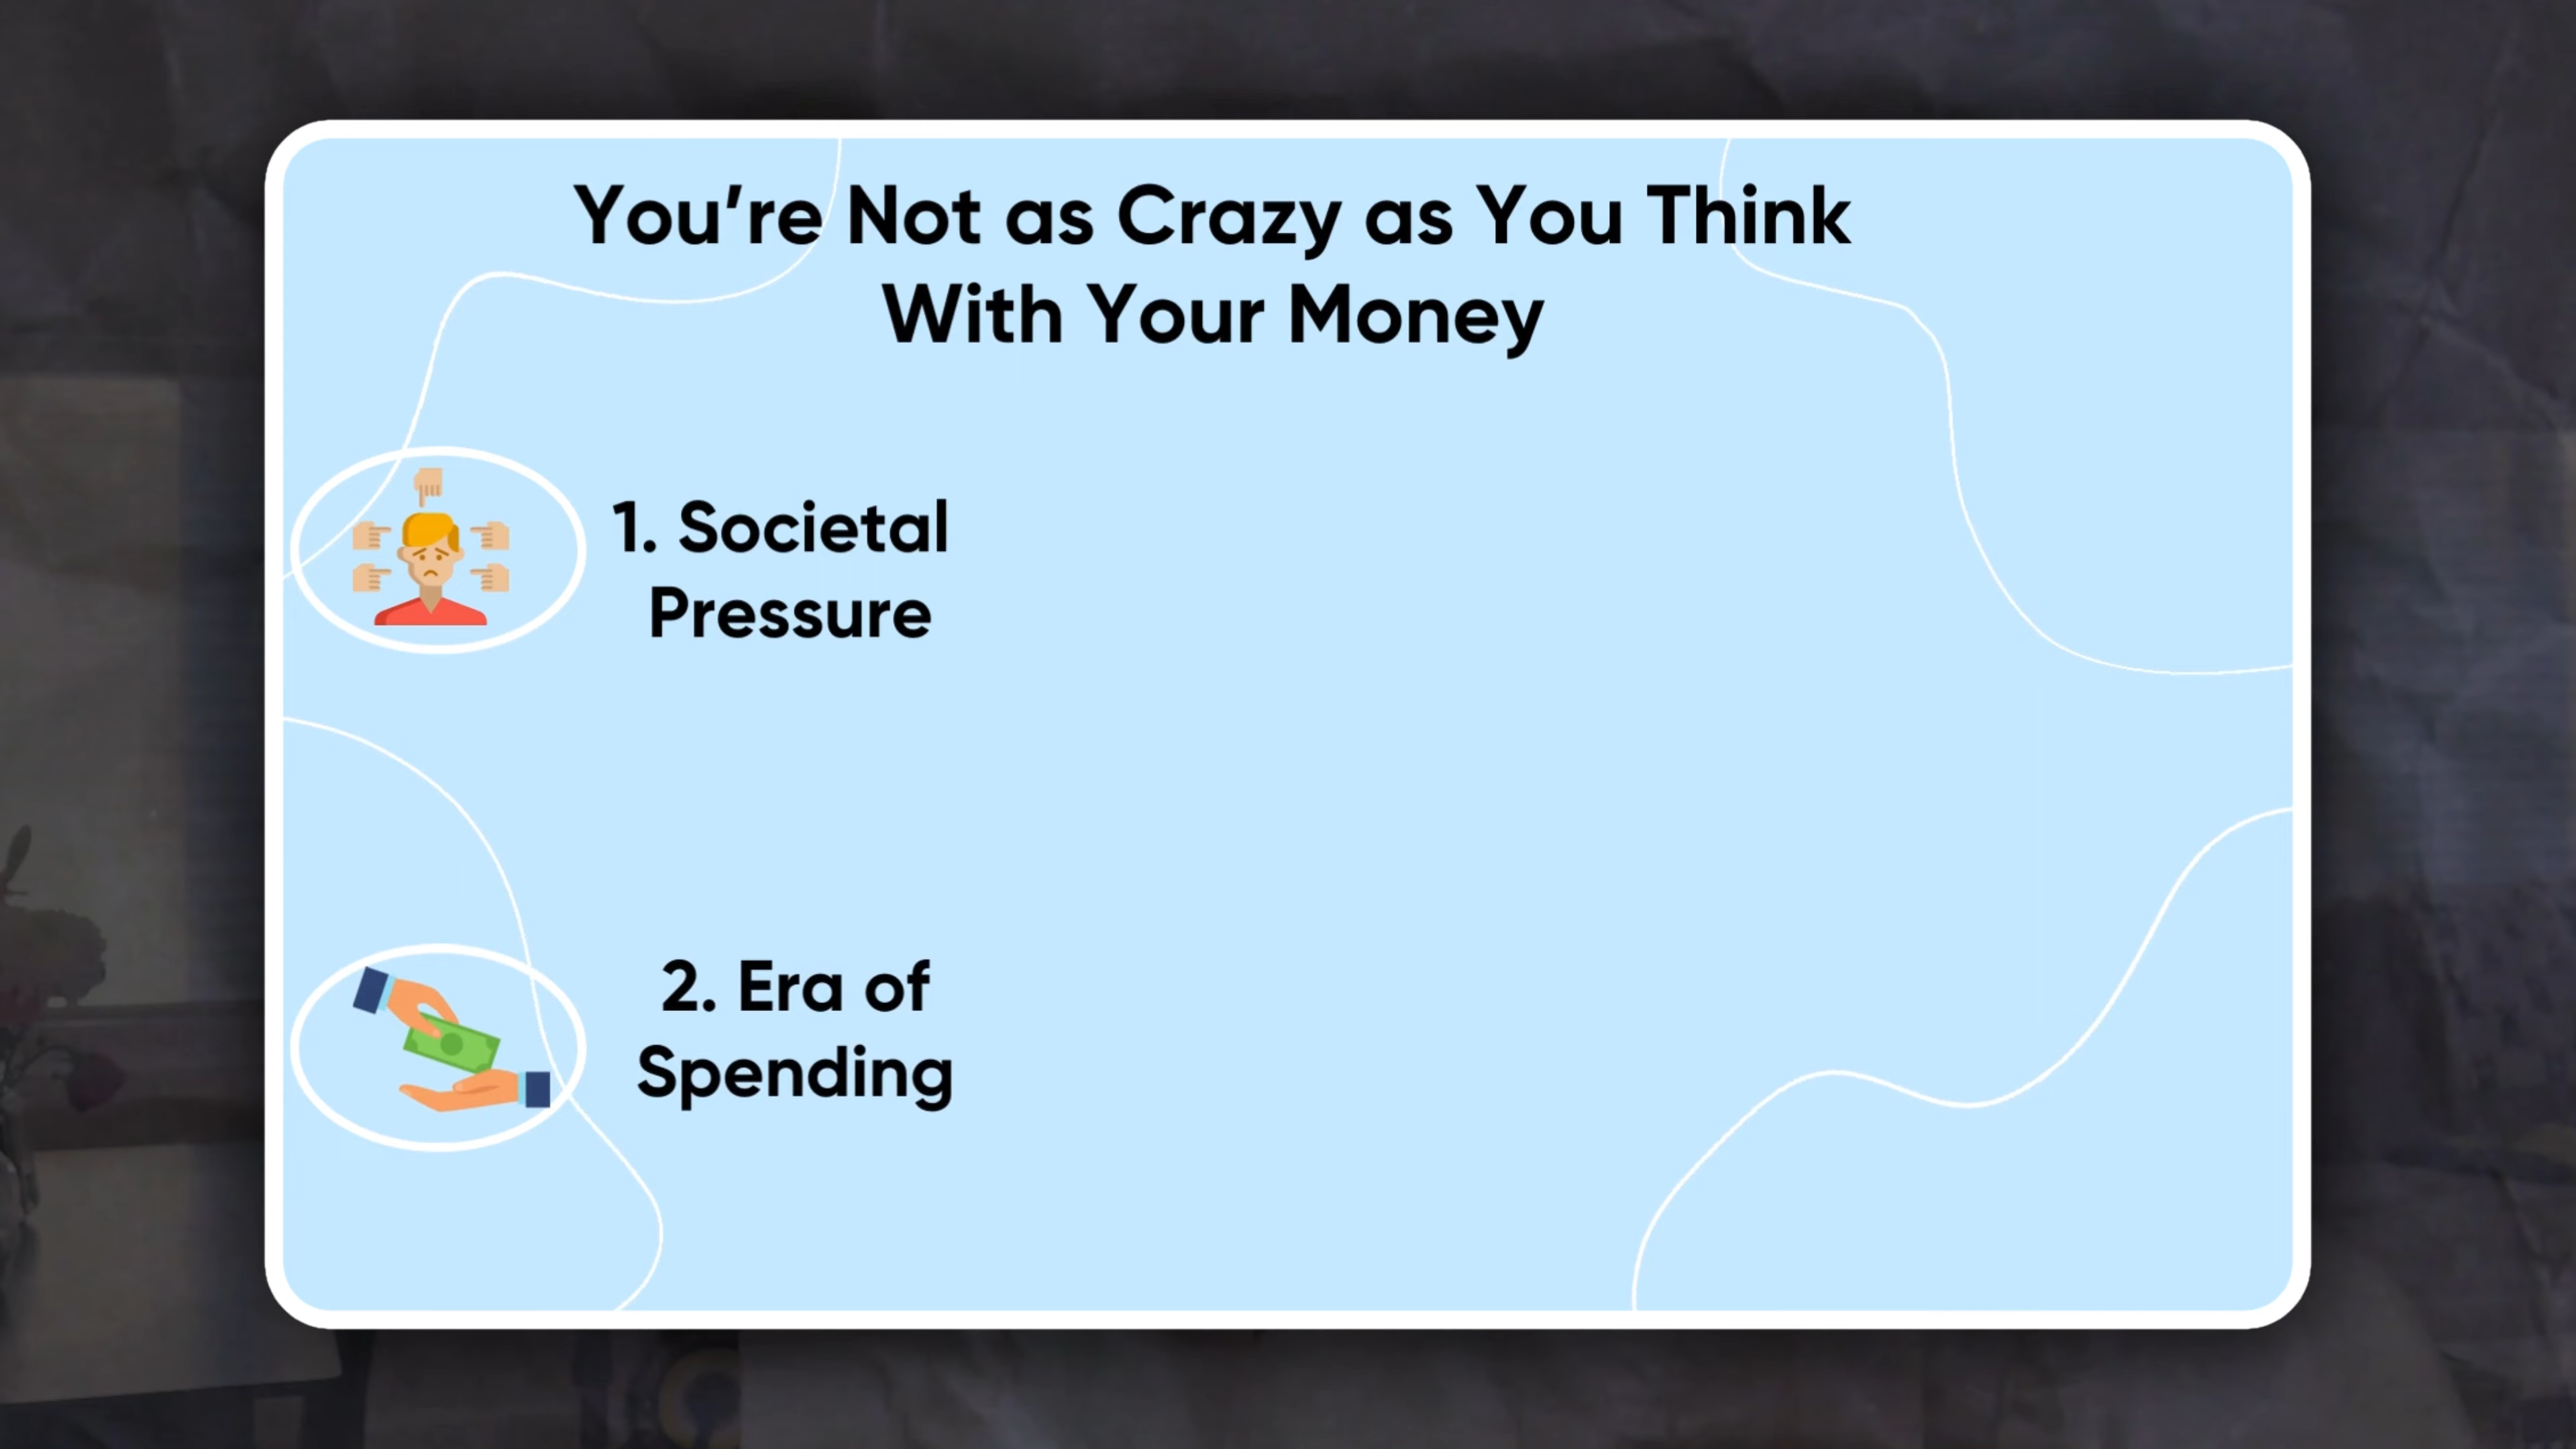 You’re Not as Crazy as You Think
With Your Money
1. Societal
Pressure
2. Era of
Spending